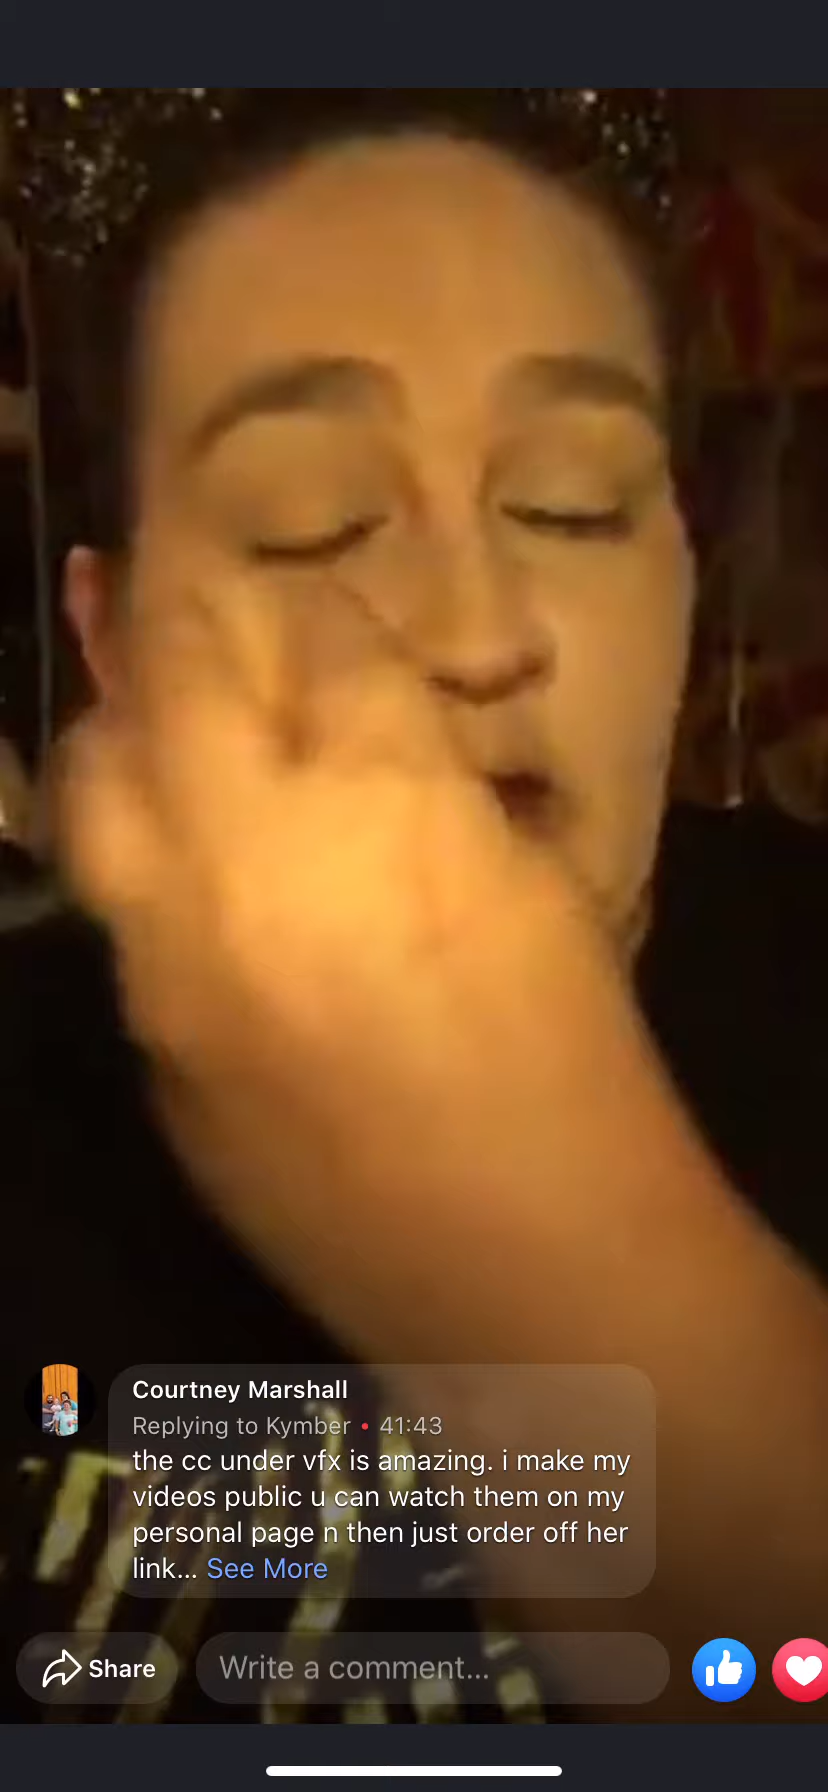 Courtney Marshall
Replying to Kymber • 41:43
the cc under vfx is amazing. i make my
videos public u can watch them on my
personal page n then just order off her
link... See More
Share
Write a comment...